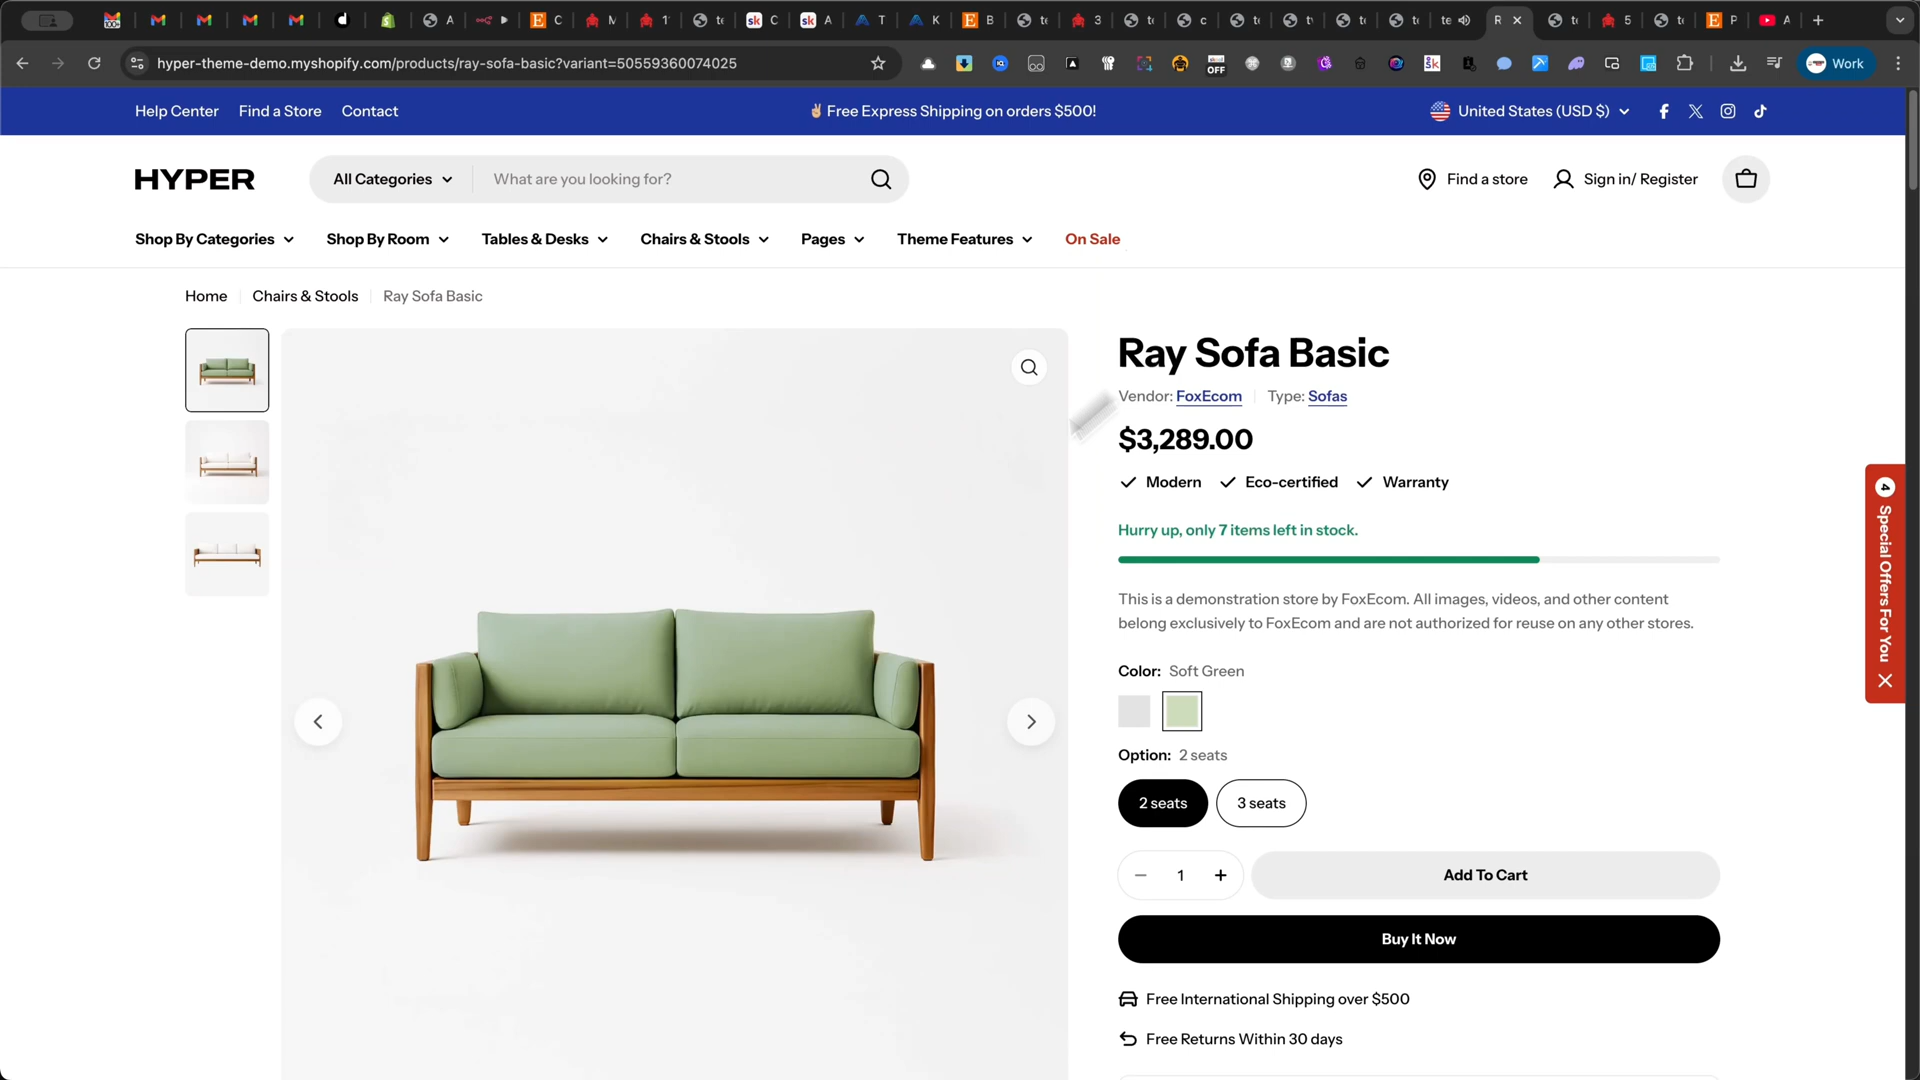 hyper-theme-demo.myshopify.com/products/ray-sofa-basic?variant=50559360074025
OFF
Work
Help Center Find a Store Contact
✌🏼 Free Express Shipping on orders $500!
United States (USD $)
HYPER
All Categories
What are you looking for?
Find a store
Sign in/ Register
Shop By Categories Shop By Room Tables & Desks Chairs & Stools Pages Theme Features On Sale
Home Chairs & Stools Ray Sofa Basic
Ray Sofa Basic
Vendor: FoxEcom Type: Sofas
$3,289.00
Modern Eco-certified Warranty
Hurry up, only 7 items left in stock.
This is a demonstration store by FoxEcom. All images, videos, and other content
belong exclusively to FoxEcom and are not authorized for reuse on any other stores.
Color: Soft Green
Option: 2 seats
2 seats 3 seats
1
Add To Cart
Buy It Now
Free International Shipping over $500
Free Returns Within 30 days
4 Special Offers For You